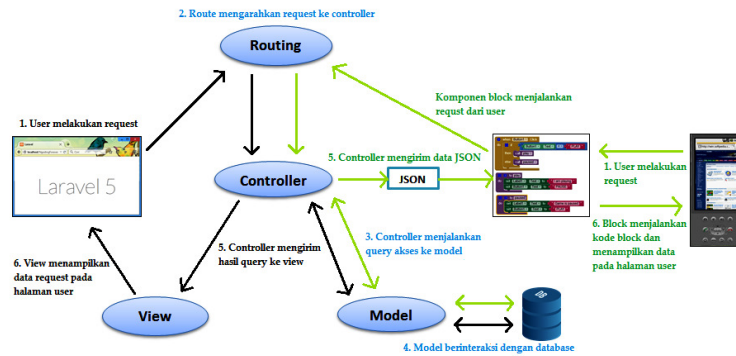 2. Route mengarahkan request ke controller
Routing
1. User melakukan request
Komponen block menjalankan
requst dari user
Laravel 5
5. Controller mengirim data JSON
Controller
JSON
1. User melakukan
request
5. Controller mengirim
hasil query ke view
3. Controller menjalankan
query akses ke model
6. Block menjalankan
kode block dan
menampilkan data
pada halaman user
6. View menampilkan
data request pada
halaman user
View
Model
DB
4. Model berinteraksi dengan database